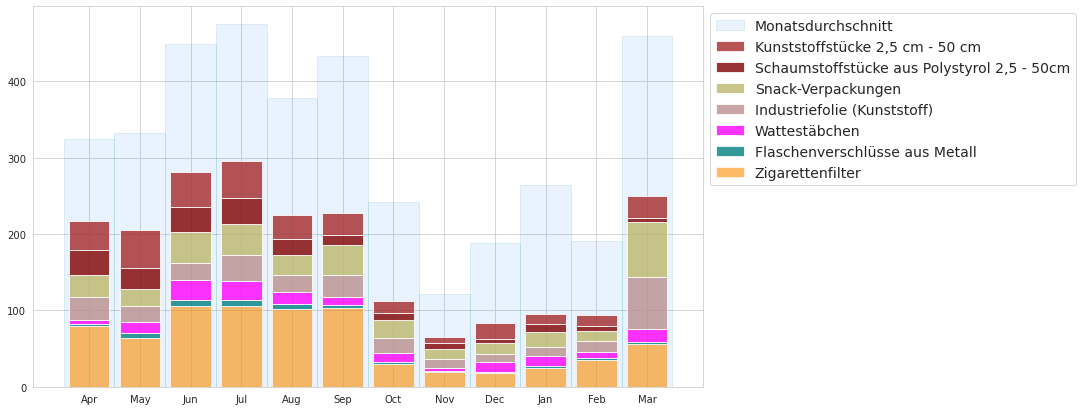 Monatsdurchschnitt
Kunststoffstücke 2,5 cm - 50 cm
Schaumstoffstücke aus Polystyrol 2,5 - 50cm
Snack-Verpackungen
Industriefolie (Kunststoff)
Wattestäbchen
Flaschenverschlüsse aus Metall
Zigarettenfilter
400
300
200
100
0
Apr May Jun Jul Aug Sep Oct Nov Dec Jan Feb Mar